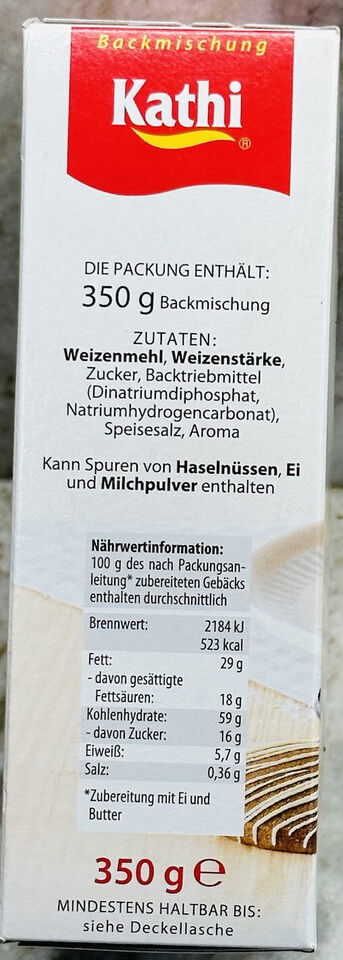 Backmischung
Kathi
®
DIE PACKUNG ENTHÄLT:
350 g Backmischung
ZUTATEN:
Weizenmehl, Weizenstärke,
Zucker, Backtriebmittel
(Dinatriumdiphosphat,
Natriumhydrogencarbonat),
Speisesalz, Aroma
Kann Spuren von Haselnüssen, Ei
und Milchpulver enthalten
Nährwertinformation:
100 g des nach Packungsan-
leitung* zubereiteten Gebäcks
enthalten durchschnittlich
Brennwert: 2184 kJ
523 kcal
Fett: 29 g
- davon gesättigte
Fettsäuren: 18 g
Kohlenhydrate: 59 g
- davon Zucker: 16 g
Eiweiß: 5,7 g
Salz: 0,36 g
*Zubereitung mit Ei und
Butter
350 g ℮
MINDESTENS HALTBAR BIS:
siehe Deckellasche